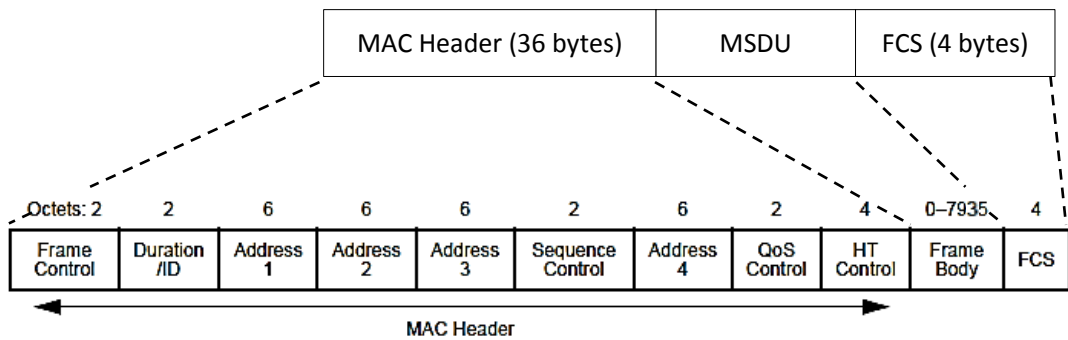 MAC Header (36 bytes) MSDU FCS (4 bytes)
Octets: 2 2 6 6 6 2 6 2 4 0–7935 4
Frame Control Duration /ID Address 1 Address 2 Address 3 Sequence Control Address 4 QoS Control HT Control Frame Body FCS
MAC Header